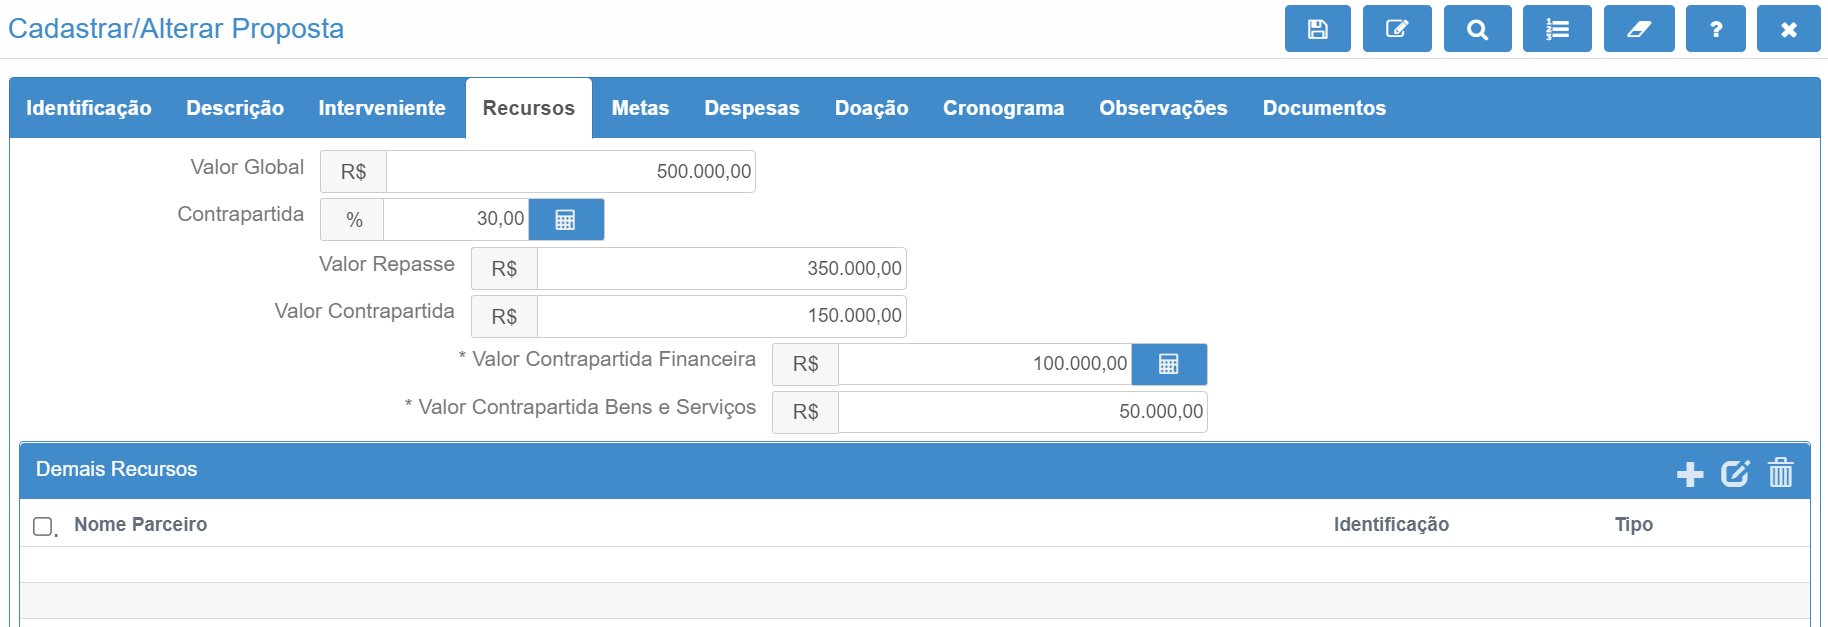 Cadastrar/Alterar Proposta
Identificação Descrição Interveniente Recursos Metas Despesas Doação Cronograma Observações Documentos
Valor Global R$ 500.000,00
Contrapartida % 30,00
Valor Repasse R$ 350.000,00
Valor Contrapartida R$ 150.000,00
* Valor Contrapartida Financeira R$ 100.000,00
* Valor Contrapartida Bens e Serviços R$ 50.000,00
Demais Recursos
. Nome Parceiro Identificação Tipo